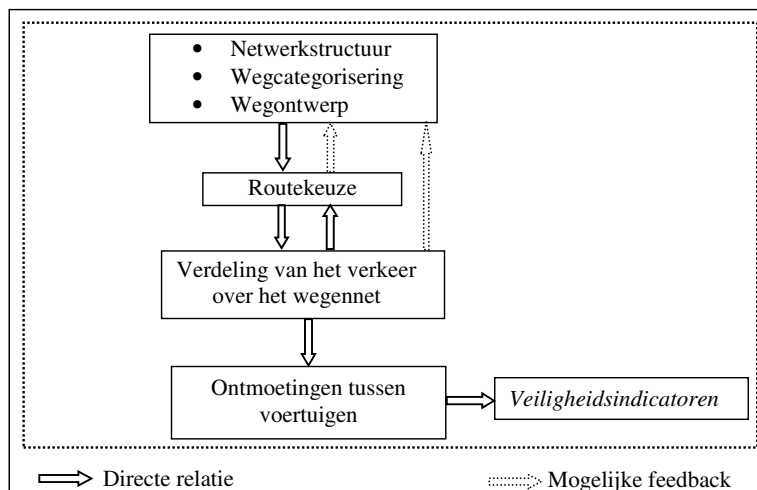 • Netwerkstructuur
• Wegcategorisering
• Wegontwerp
Routekeuze
Verdeling van het verkeer
over het wegennet
Ontmoetingen tussen
voertuigen
Veiligheidsindicatoren
Directe relatie
Mogelijke feedback